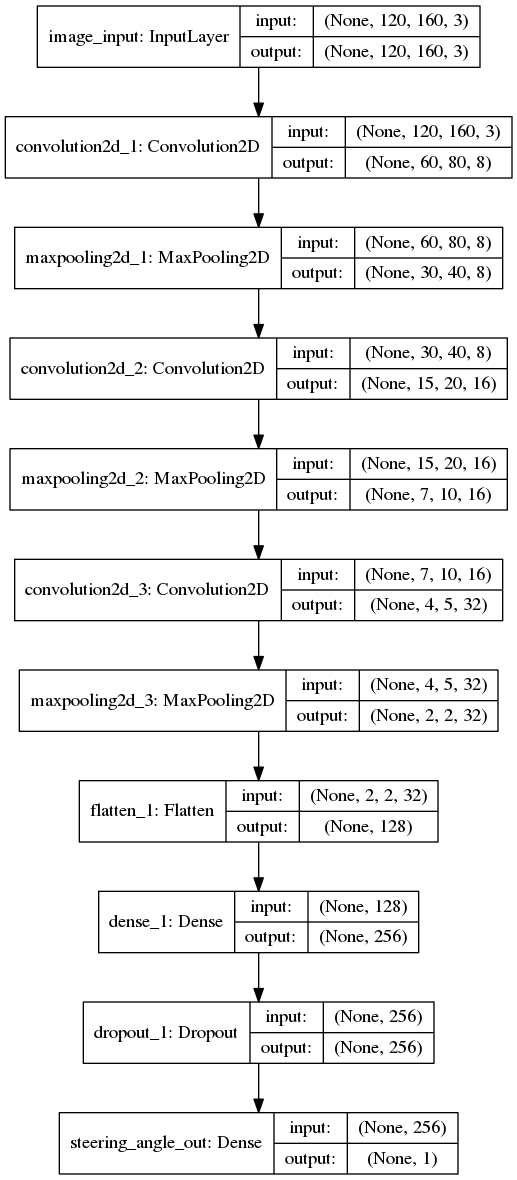 image_input: InputLayer
input:
(None, 120, 160, 3)
output:
(None, 120, 160, 3)
convolution2d_1: Convolution2D
input:
(None, 120, 160, 3)
output:
(None, 60, 80, 8)
maxpooling2d_1: MaxPooling2D
input:
(None, 60, 80, 8)
output:
(None, 30, 40, 8)
convolution2d_2: Convolution2D
input:
(None, 30, 40, 8)
output:
(None, 15, 20, 16)
maxpooling2d_2: MaxPooling2D
input:
(None, 15, 20, 16)
output:
(None, 7, 10, 16)
convolution2d_3: Convolution2D
input:
(None, 7, 10, 16)
output:
(None, 4, 5, 32)
maxpooling2d_3: MaxPooling2D
input:
(None, 4, 5, 32)
output:
(None, 2, 2, 32)
flatten_1: Flatten
input:
(None, 2, 2, 32)
output:
(None, 128)
dense_1: Dense
input:
(None, 128)
output:
(None, 256)
dropout_1: Dropout
input:
(None, 256)
output:
(None, 256)
steering_angle_out: Dense
input:
(None, 256)
output:
(None, 1)